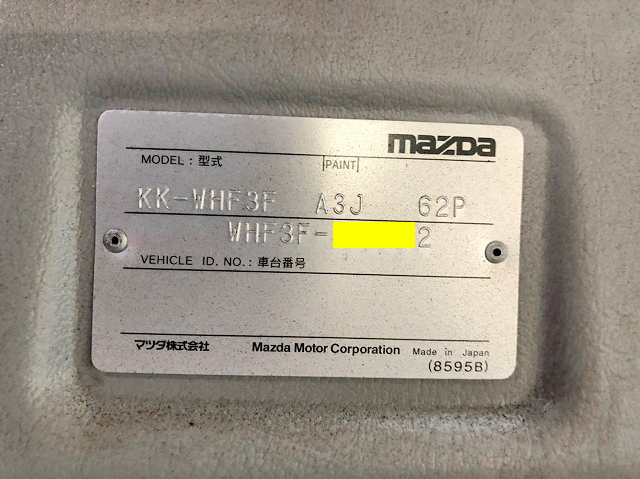 mazda
MODEL : 型式 PAINT
KK-WHF3F A3J 62P
WHF3F- 2
VEHICLE ID. NO. : 車台番号
マツダ株式会社 Mazda Motor Corporation Made in Japan
(8595B)